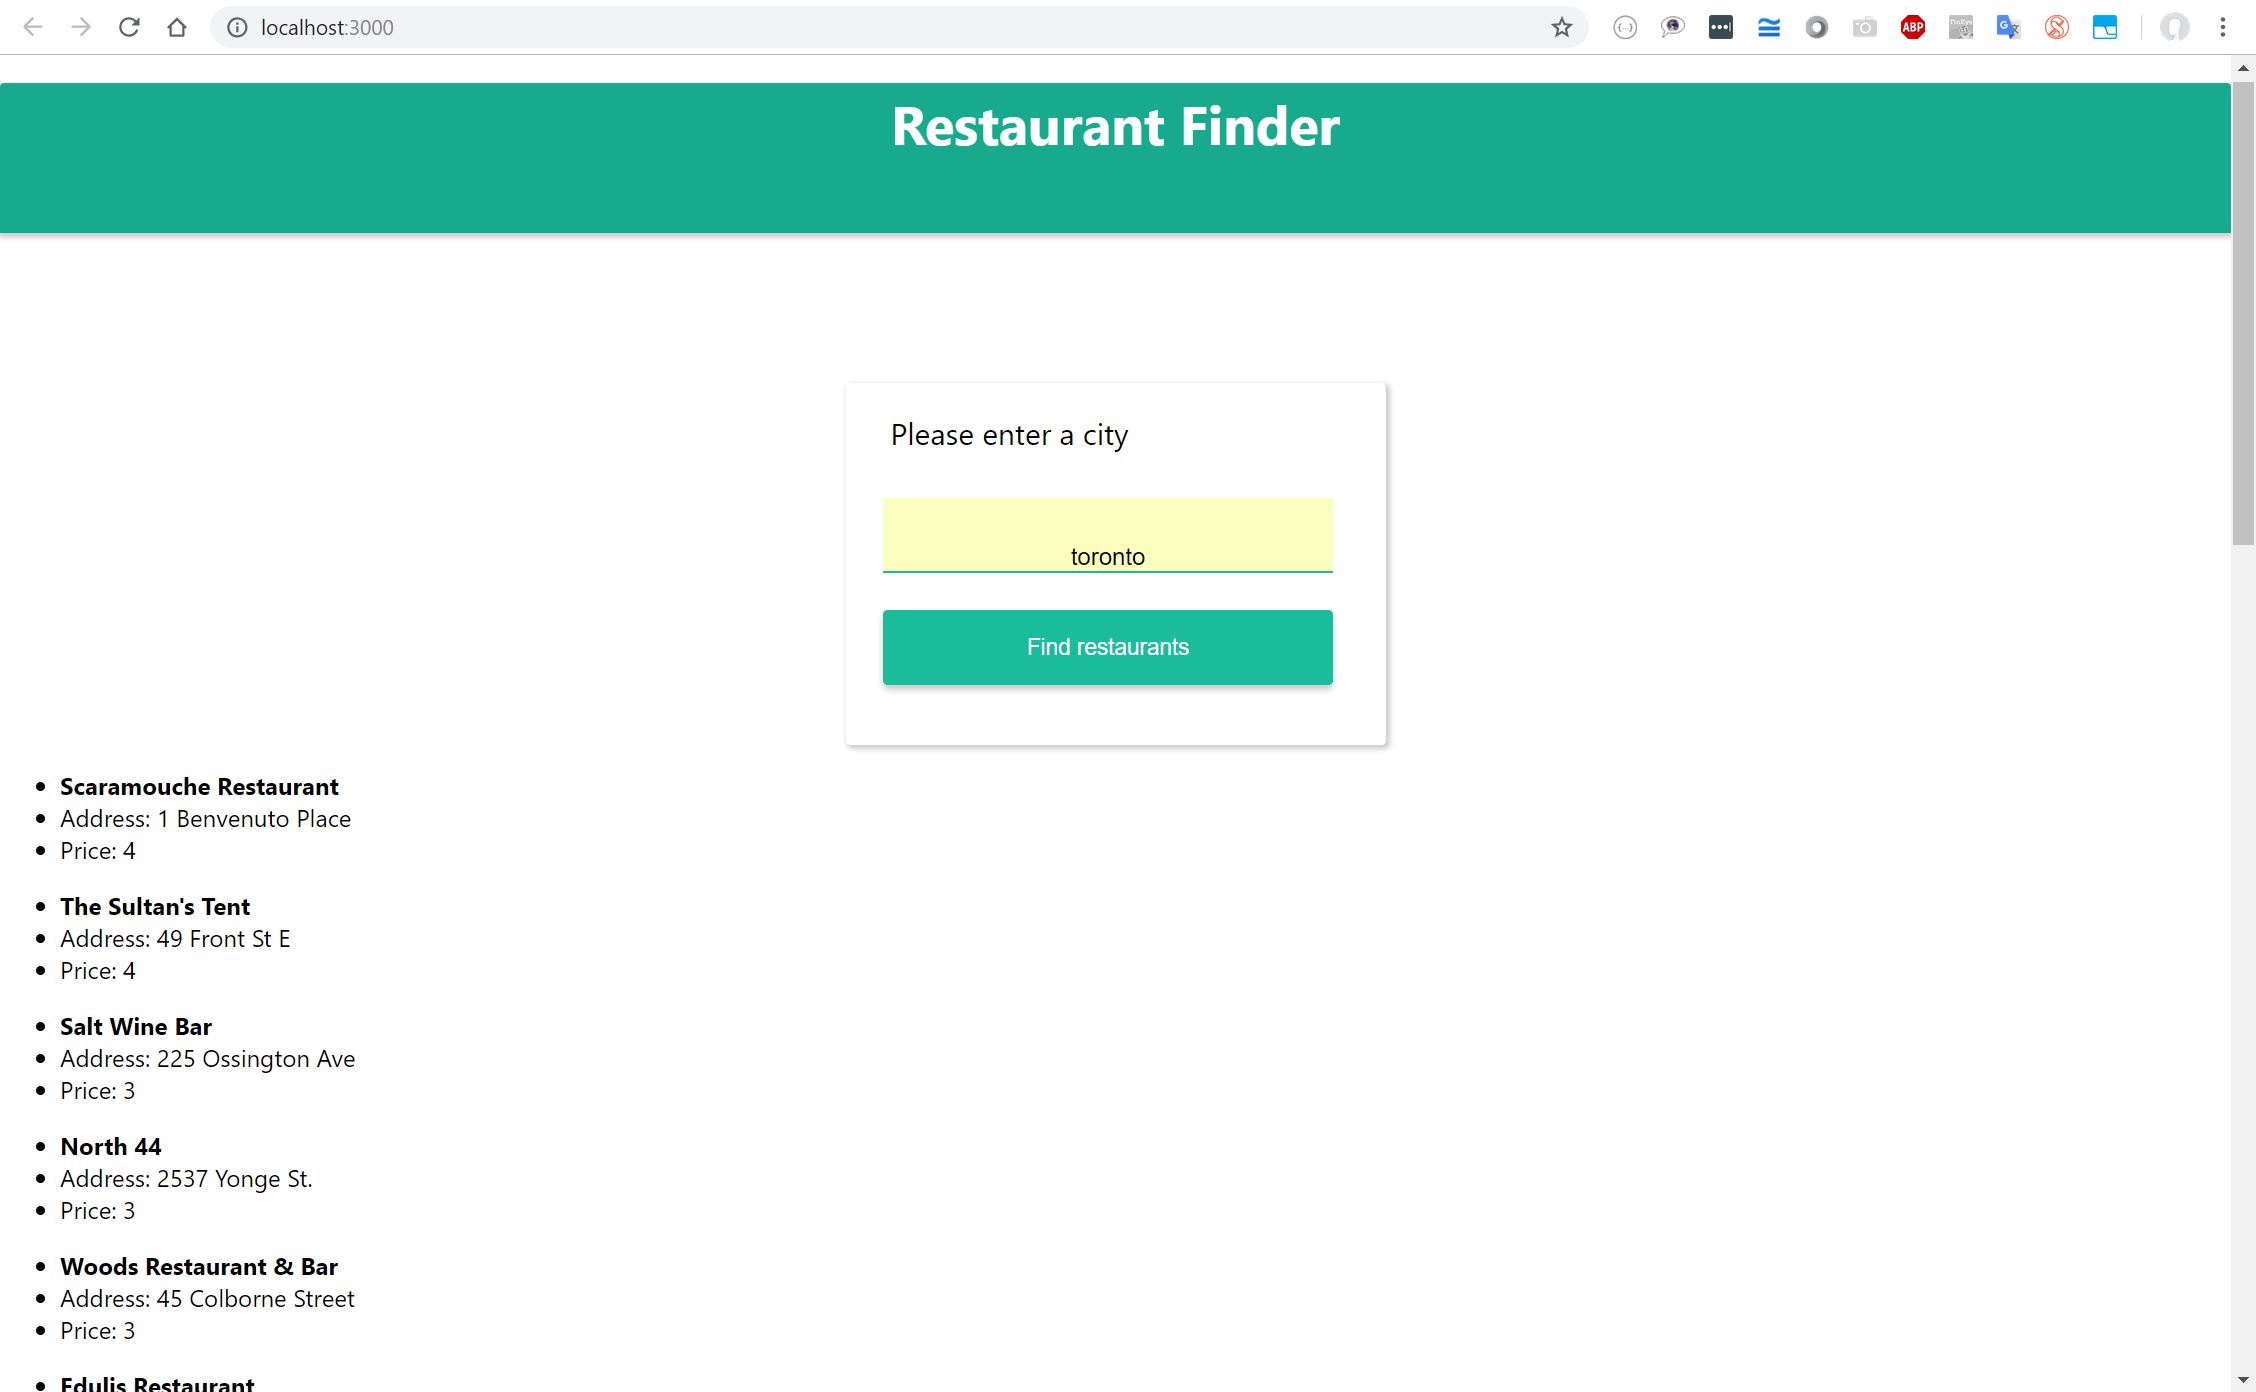 localhost:3000
ABP
Restaurant Finder
Please enter a city
toronto
Find restaurants
Scaramouche Restaurant
Address: 1 Benvenuto Place
Price: 4
The Sultan's Tent
Address: 49 Front St E
Price: 4
Salt Wine Bar
Address: 225 Ossington Ave
Price: 3
North 44
Address: 2537 Yonge St.
Price: 3
Woods Restaurant & Bar
Address: 45 Colborne Street
Price: 3
Edulis Restaurant